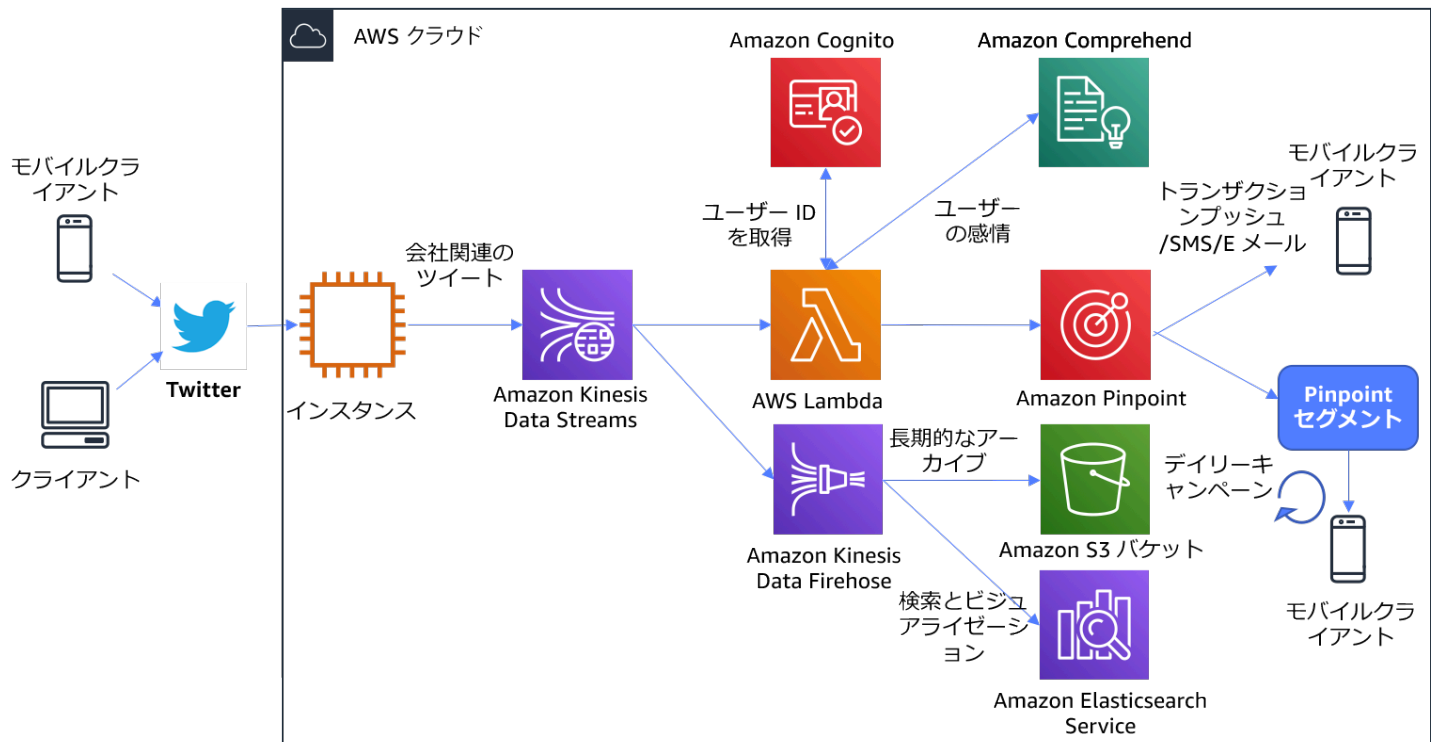 AWS クラウド
Amazon Cognito
Amazon Comprehend
モバイルクラ
イアント
モバイルクラ
イアント
ユーザー ID
を取得
ユーザー
の感情
トランザクショ
ンプッシュ
/SMS/E メール
会社関連の
ツイート
Twitter
インスタンス
Amazon Kinesis
Data Streams
AWS Lambda
Amazon Pinpoint
Pinpoint
セグメント
クライアント
長期的なアー
カイブ
デイリーキ
ャンペーン
Amazon Kinesis
Data Firehose
Amazon S3 バケット
検索とビジュ
アライゼーシ
ョン
モバイルクラ
イアント
Amazon Elasticsearch
Service